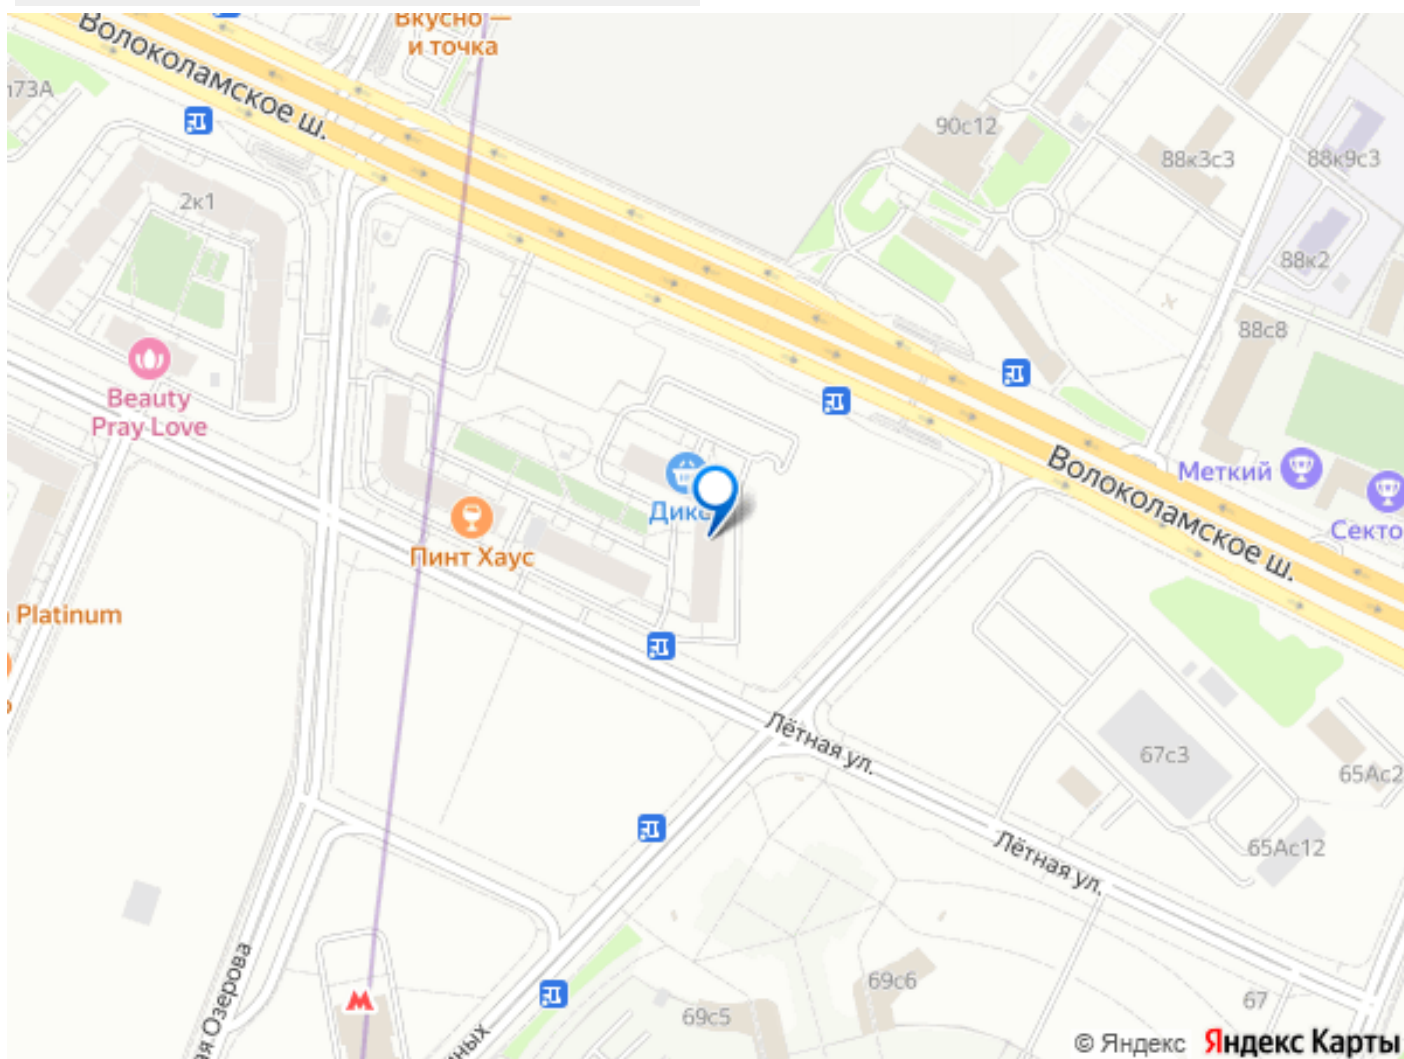 Вкусно —
и точка
Волоколамское ш.
90с12
88к3с3
88к9с3
2к1
88к2
88с8
Beauty
Pray Love
Волоколамское ш.
Меткий
Дикс
Секто
Пинт Хаус
Platinum
Лётная ул.
67с3
65Ас2
65Ас12
Лётная ул.
69с6
67
69с5
ая Озерова
ных
© Яндекс Яндекс Карты